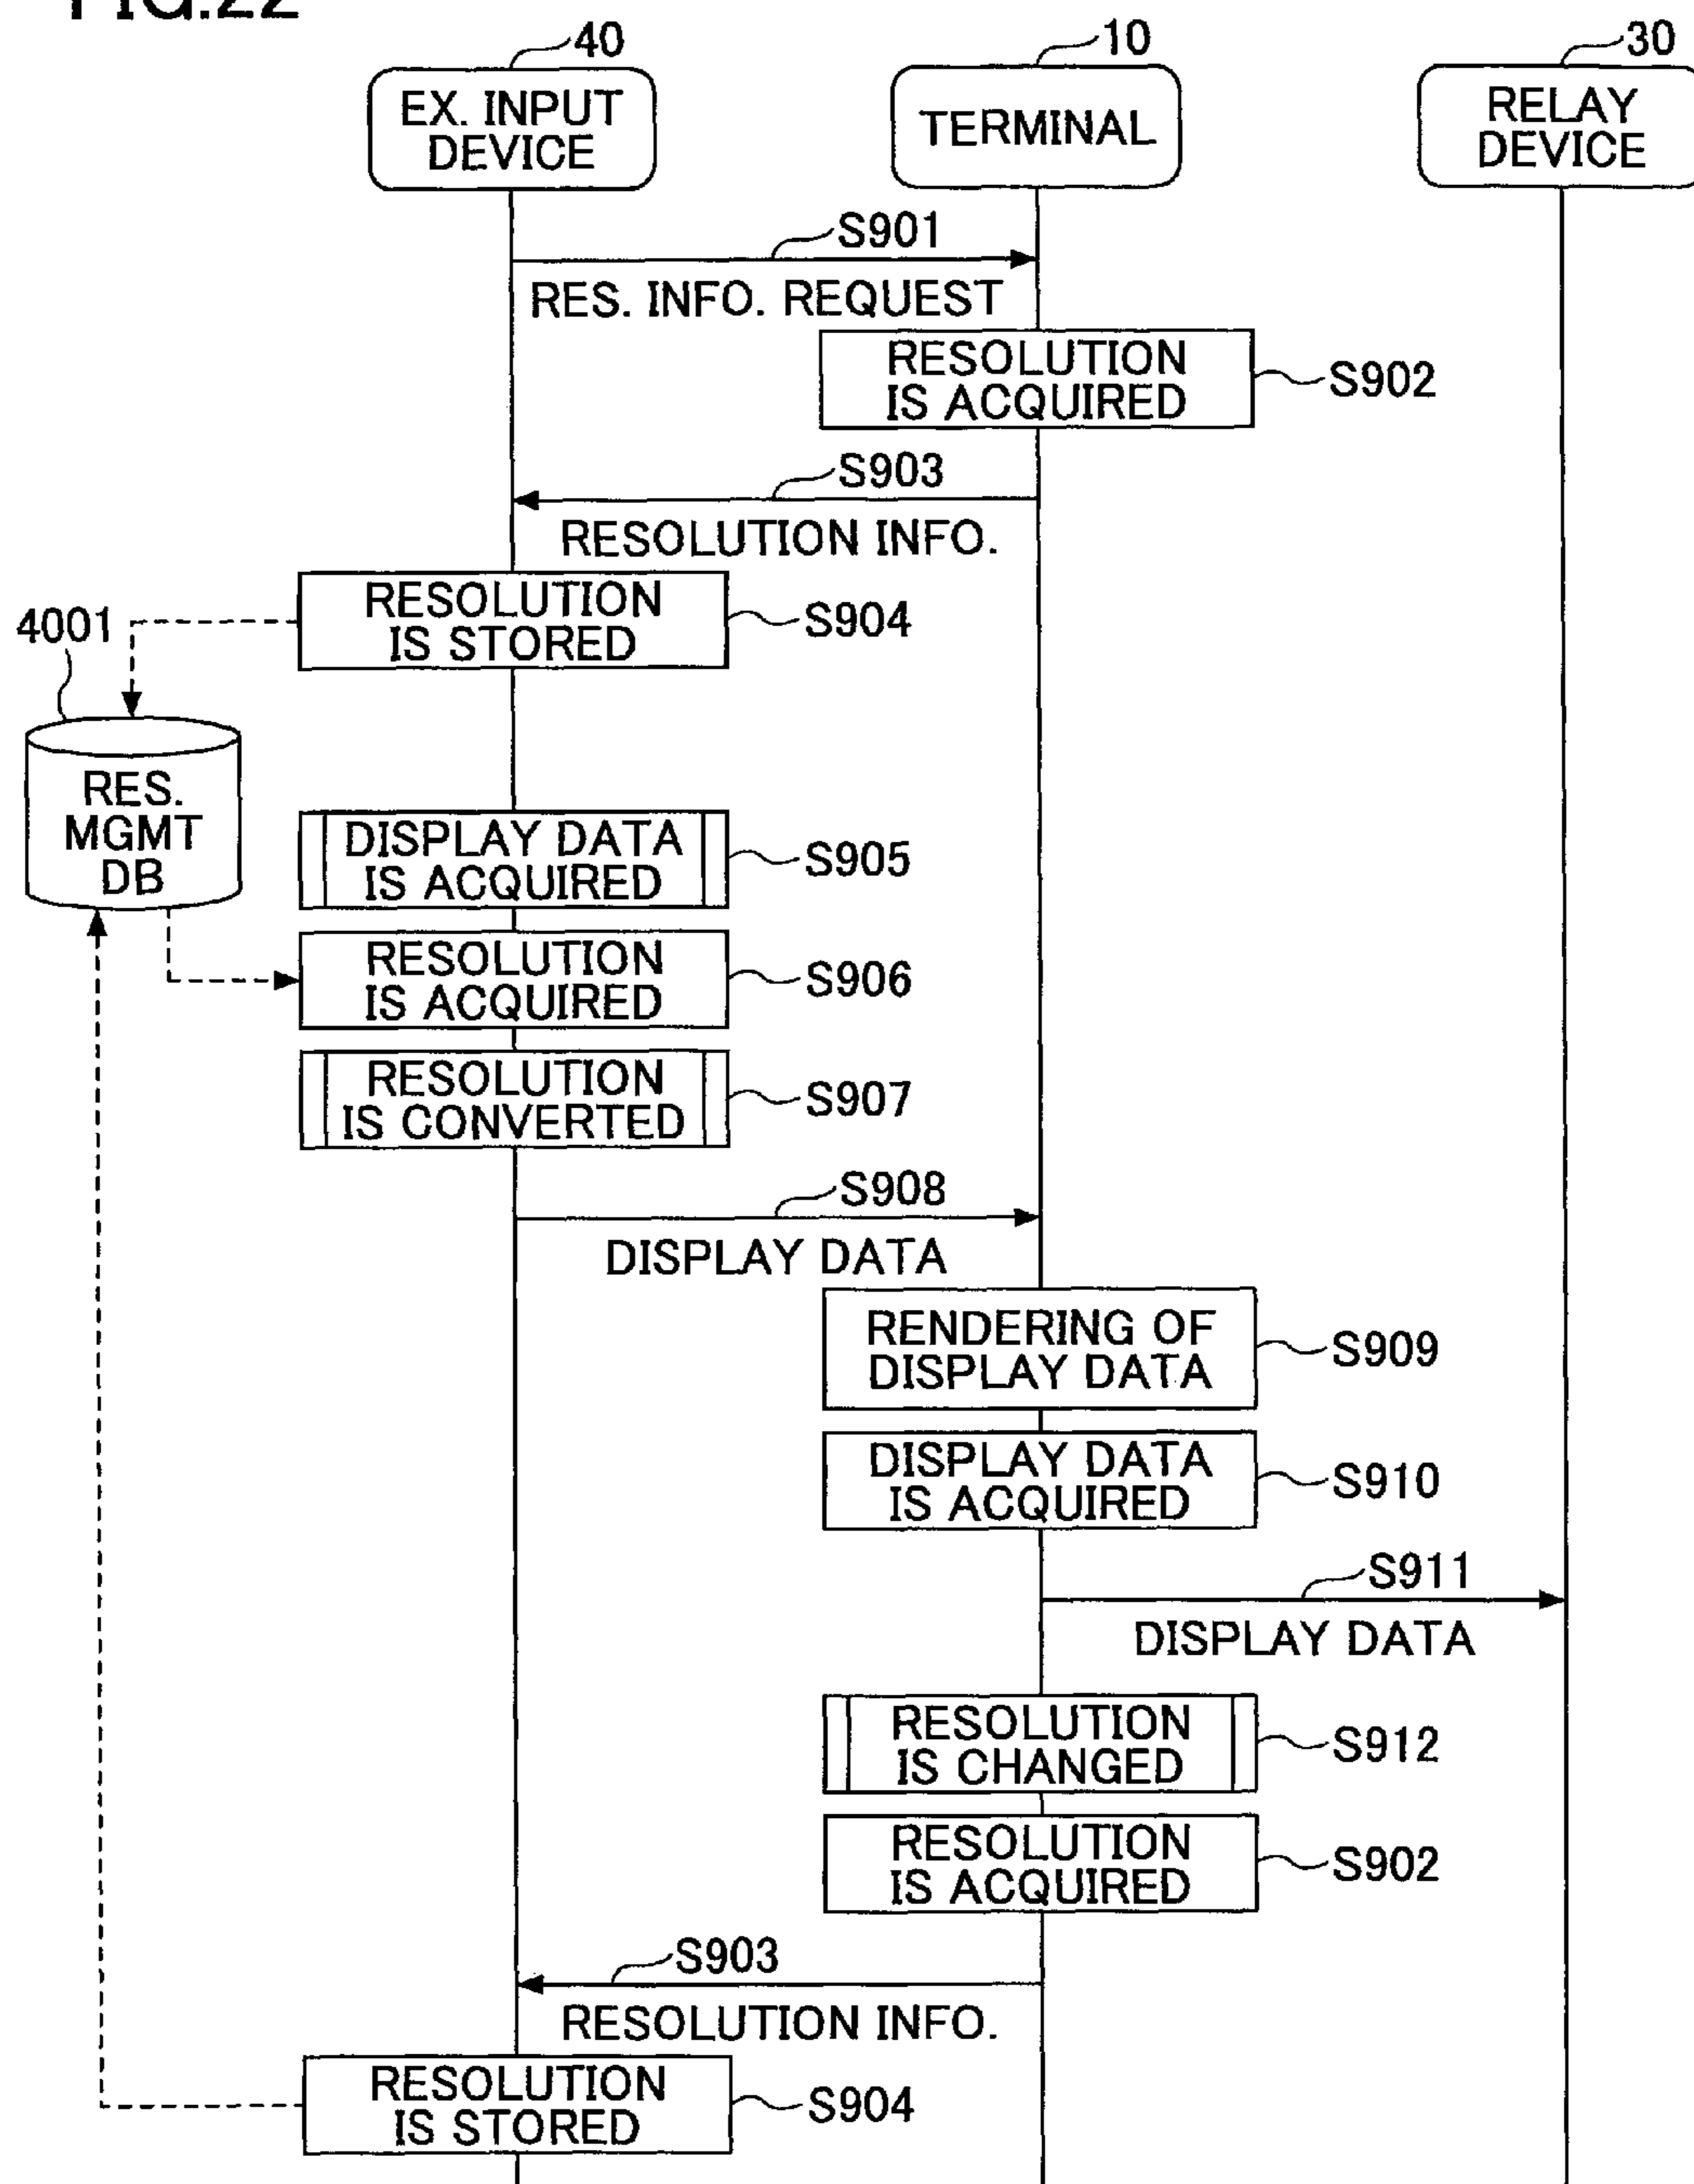 FIG.22
40
10
30
EX. INPUT
DEVICE
TERMINAL
RELAY
DEVICE
S901
RES. INFO. REQUEST
RESOLUTION
IS ACQUIRED
S902
S903
RESOLUTION INFO.
RESOLUTION
IS STORED
S904
4001
RES.
MGMT
DB
DISPLAY DATA
IS ACQUIRED
S905
RESOLUTION
IS ACQUIRED
S906
RESOLUTION
IS CONVERTED
S907
S908
DISPLAY DATA
RENDERING OF
DISPLAY DATA
S909
DISPLAY DATA
IS ACQUIRED
S910
S911
DISPLAY DATA
RESOLUTION
IS CHANGED
S912
RESOLUTION
IS ACQUIRED
S902
S903
RESOLUTION INFO.
RESOLUTION
IS STORED
S904